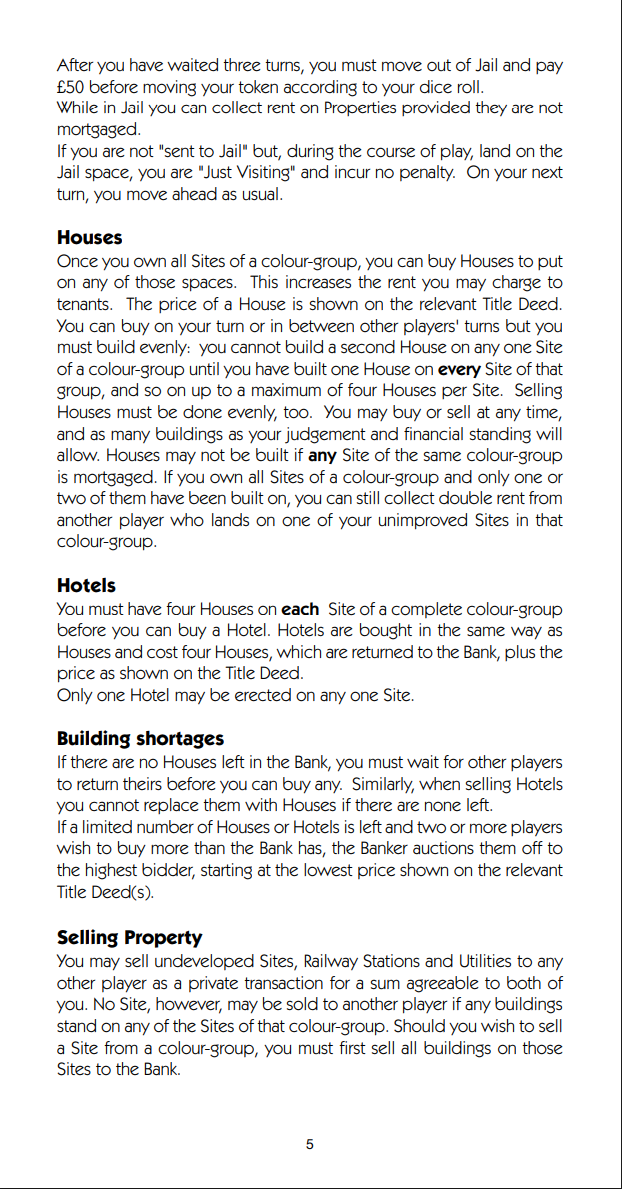 After you have waited three turns, you must move out of Jail and pay
£50 before moving your token according to your dice roll.
While in Jail you can collect rent on Properties provided they are not
mortgaged.
If you are not "sent to Jail" but, during the course of play, land on the
Jail space, you are "Just Visiting" and incur no penalty. On your next
turn, you move ahead as usual.
Houses
Once you own all Sites of a colour-group, you can buy Houses to put
on any of those spaces. This increases the rent you may charge to
tenants. The price of a House is shown on the relevant Title Deed.
You can buy on your turn or in between other players' turns but you
must build evenly: you cannot build a second House on any one Site
of a colour-group until you have built one House on every Site of that
group, and so on up to a maximum of four Houses per Site. Selling
Houses must be done evenly, too. You may buy or sell at any time,
and as many buildings as your judgement and financial standing will
allow. Houses may not be built if any Site of the same colour-group
is mortgaged. If you own all Sites of a colour-group and only one or
two of them have been built on, you can still collect double rent from
another player who lands on one of your unimproved Sites in that
colour-group.
Hotels
You must have four Houses on each Site of a complete colour-group
before you can buy a Hotel. Hotels are bought in the same way as
Houses and cost four Houses, which are returned to the Bank, plus the
price as shown on the Title Deed.
Only one Hotel may be erected on any one Site.
Building shortages
If there are no Houses left in the Bank, you must wait for other players
to return theirs before you can buy any. Similarly, when selling Hotels
you cannot replace them with Houses if there are none left.
If a limited number of Houses or Hotels is left and two or more players
wish to buy more than the Bank has, the Banker auctions them off to
the highest bidder, starting at the lowest price shown on the relevant
Title Deed(s).
Selling Property
You may sell undeveloped Sites, Railway Stations and Utilities to any
other player as a private transaction for a sum agreeable to both of
you. No Site, however, may be sold to another player if any buildings
stand on any of the Sites of that colour-group. Should you wish to sell
a Site from a colour-group, you must first sell all buildings on those
Sites to the Bank.
5